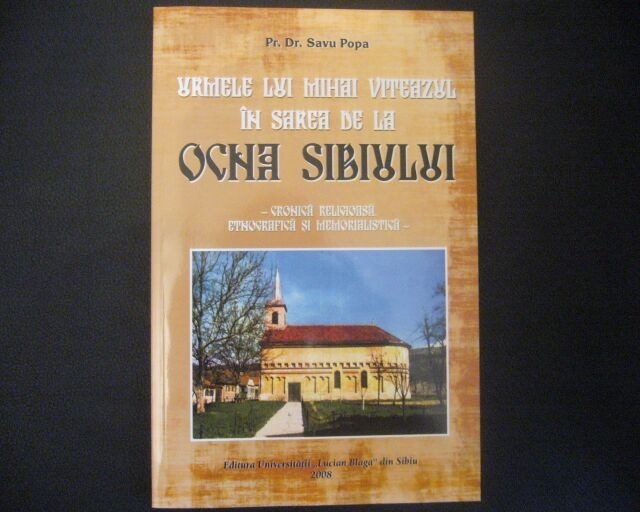 Pr. Dr. Savu Popa
URMELE LUI MIHAI VITEAZUL
ÎN SAREA DE LA
OCNA SIBIULUI
– CRONICĂ RELIGIOASĂ,
ETNOGRAFICĂ ȘI MEMORIALISTICĂ –
Editura Universităţii „Lucian Blaga" din Sibiu
2008